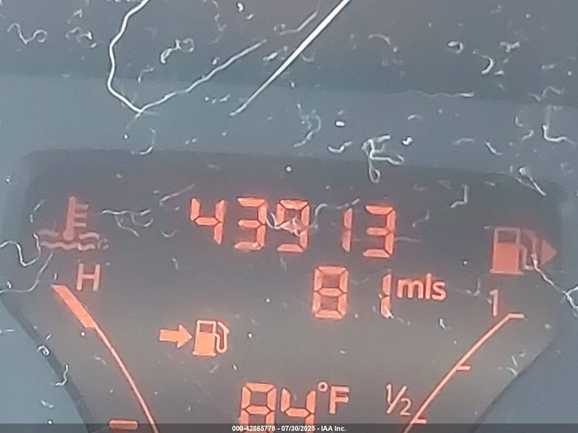 43913
H
81 mls
1
84°F
1/2
000-42865778 - 07/30/2025 - IAA Inc.